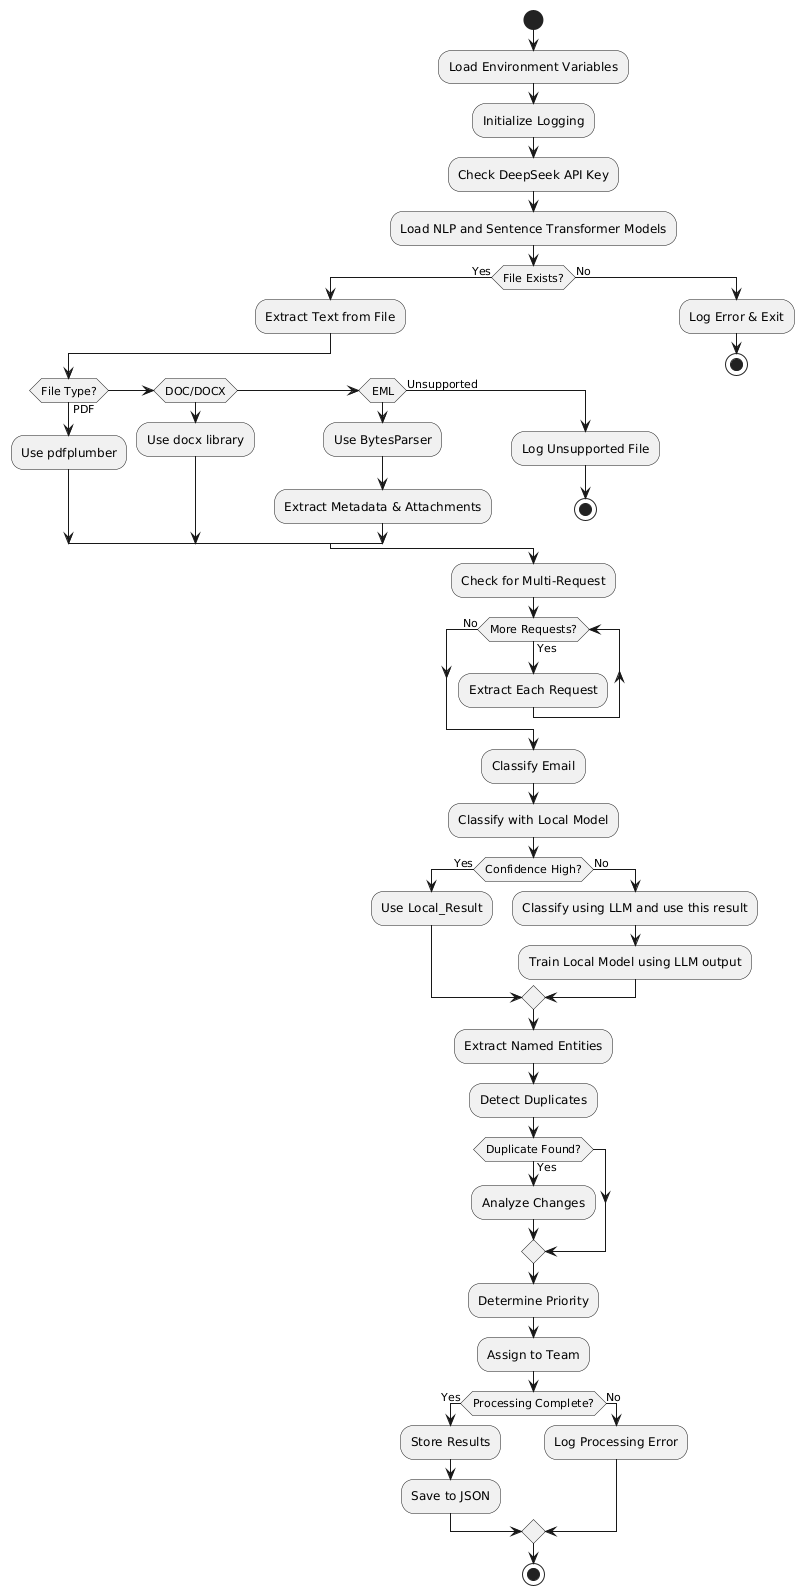 Load Environment Variables
Initialize Logging
Check DeepSeek API Key
Load NLP and Sentence Transformer Models
Yes
File Exists?
No
Extract Text from File
Log Error & Exit
File Type?
DOC/DOCX
EML
Unsupported
PDF
Use pdfplumber
Use docx library
Use BytesParser
Log Unsupported File
Extract Metadata & Attachments
Check for Multi-Request
No
More Requests?
Yes
Extract Each Request
Classify Email
Classify with Local Model
Yes
Confidence High?
No
Use Local_Result
Classify using LLM and use this result
Train Local Model using LLM output
Extract Named Entities
Detect Duplicates
Duplicate Found?
Yes
Analyze Changes
Determine Priority
Assign to Team
Yes
Processing Complete?
No
Store Results
Log Processing Error
Save to JSON